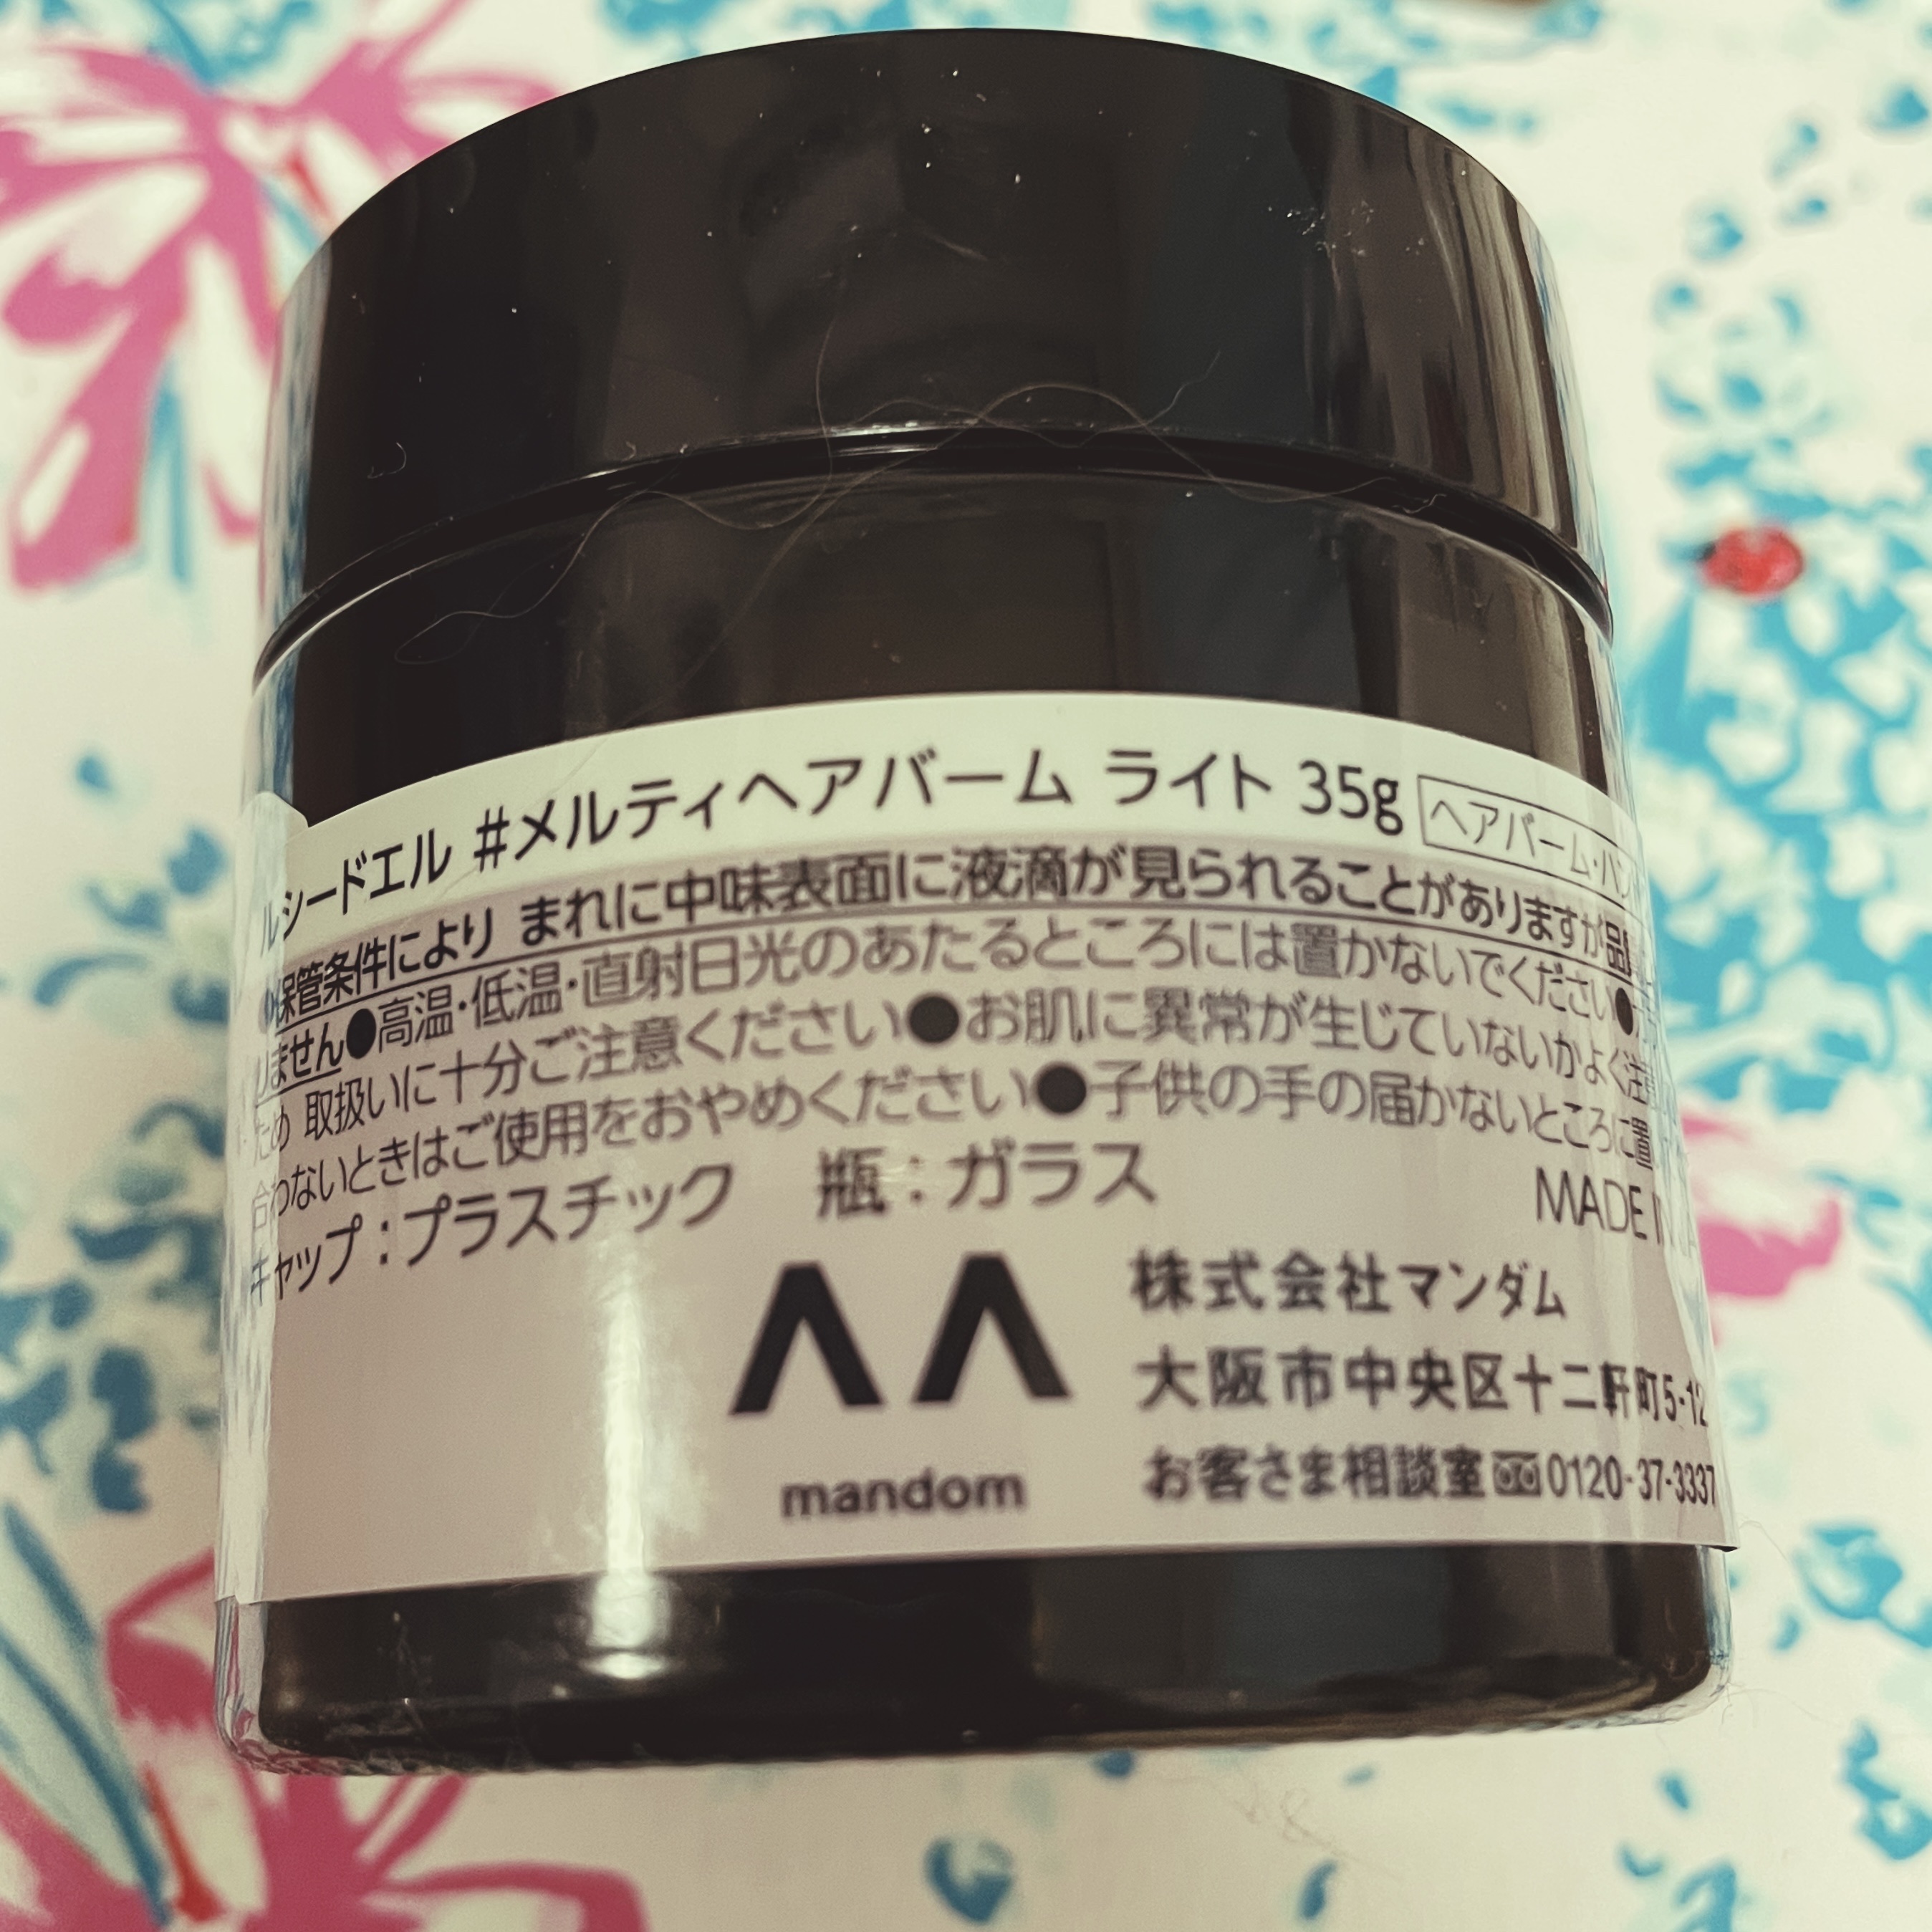 ルシードエル #メルティヘアバーム ライト 35g ヘアバーム・ハン
●保管条件により まれに中味表面に液滴が見られることがありますが品
りません●高温・低温・直射日光のあたるところには置かないでください●
ため 取扱いに十分ご注意ください●お肌に異常が生じていないかよく注
合わないときはご使用をおやめください●子供の手の届かないところに置
キャップ：プラスチック 瓶：ガラス
MADE IN
株式会社マンダム
大阪市中央区十二軒町5-12
お客さま相談室 0120-37-3337
mandom